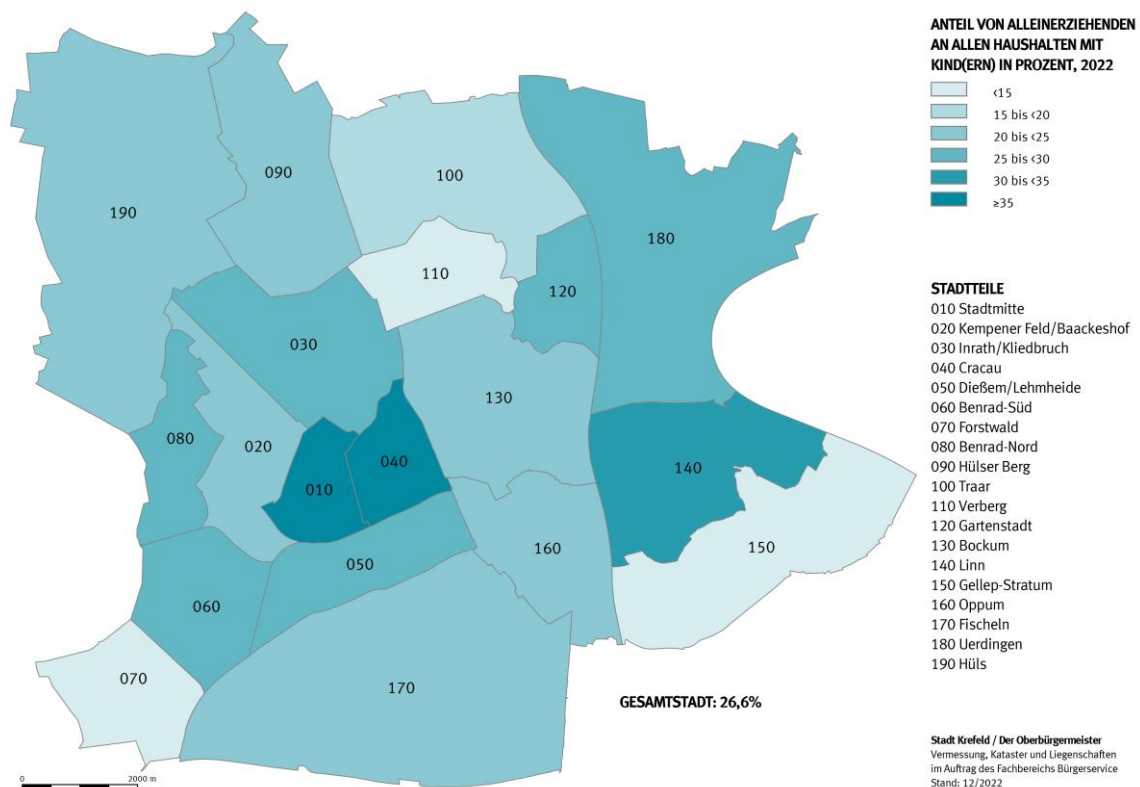 ANTEIL VON ALLEINERZIEHENDEN
AN ALLEN HAUSHALTEN MIT
KIND(ERN) IN PROZENT, 2022
<15
15 bis <20
20 bis <25
25 bis <30
30 bis <35
≥35
090
100
190
180
110
120
030
130
080
020
040
140
010
150
160
050
060
070
170
STADTTEILE
010 Stadtmitte
020 Kempener Feld/Baackeshof
030 Inrath/Kliedbruch
040 Cracau
050 Dießem/Lehmheide
060 Benrad-Süd
070 Forstwald
080 Benrad-Nord
090 Hülser Berg
100 Traar
110 Verberg
120 Gartenstadt
130 Bockum
140 Linn
150 Gellep-Stratum
160 Oppum
170 Fischeln
180 Uerdingen
190 Hüls
GESAMTSTADT: 26,6%
Stadt Krefeld / Der Oberbürgermeister
Vermessung, Kataster und Liegenschaften
im Auftrag des Fachbereichs Bürgerservice
Stand: 12/2022
0 2000 m